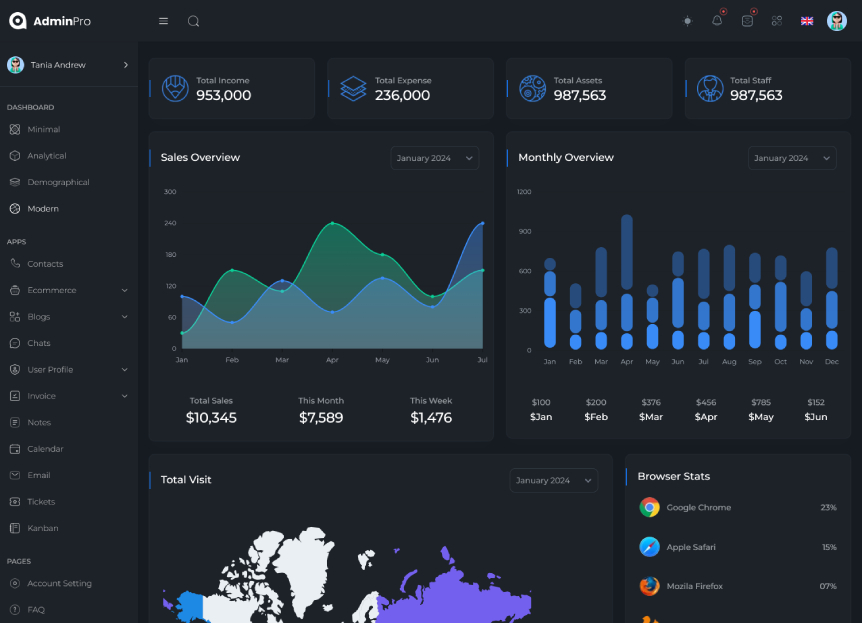 AdminPro
Tania Andrew
DASHBOARD
Minimal
Analytical
Demographical
Modern
APPS
Contacts
Ecommerce
Blogs
Chats
User Profile
Invoice
Notes
Calendar
Email
Tickets
Kanban
PAGES
Account Setting
FAQ
Total Income
953,000
Total Expense
236,000
Total Assets
987,563
Total Staff
987,563
Sales Overview
January 2024
300
240
180
120
60
0
Jan Feb Mar Apr May Jun Jul
Total Sales This Month This Week
$10,345 $7,589 $1,476
Monthly Overview
January 2024
1200
900
600
300
0
Jan Feb Mar Apr May Jun Jul Aug Sep Oct Nov Dec
$100 $200 $376 $456 $785 $152
$Jan $Feb $Mar $Apr $May $Jun
Total Visit
January 2024
Browser Stats
Google Chrome 23%
Apple Safari 15%
Mozila Firefox 07%